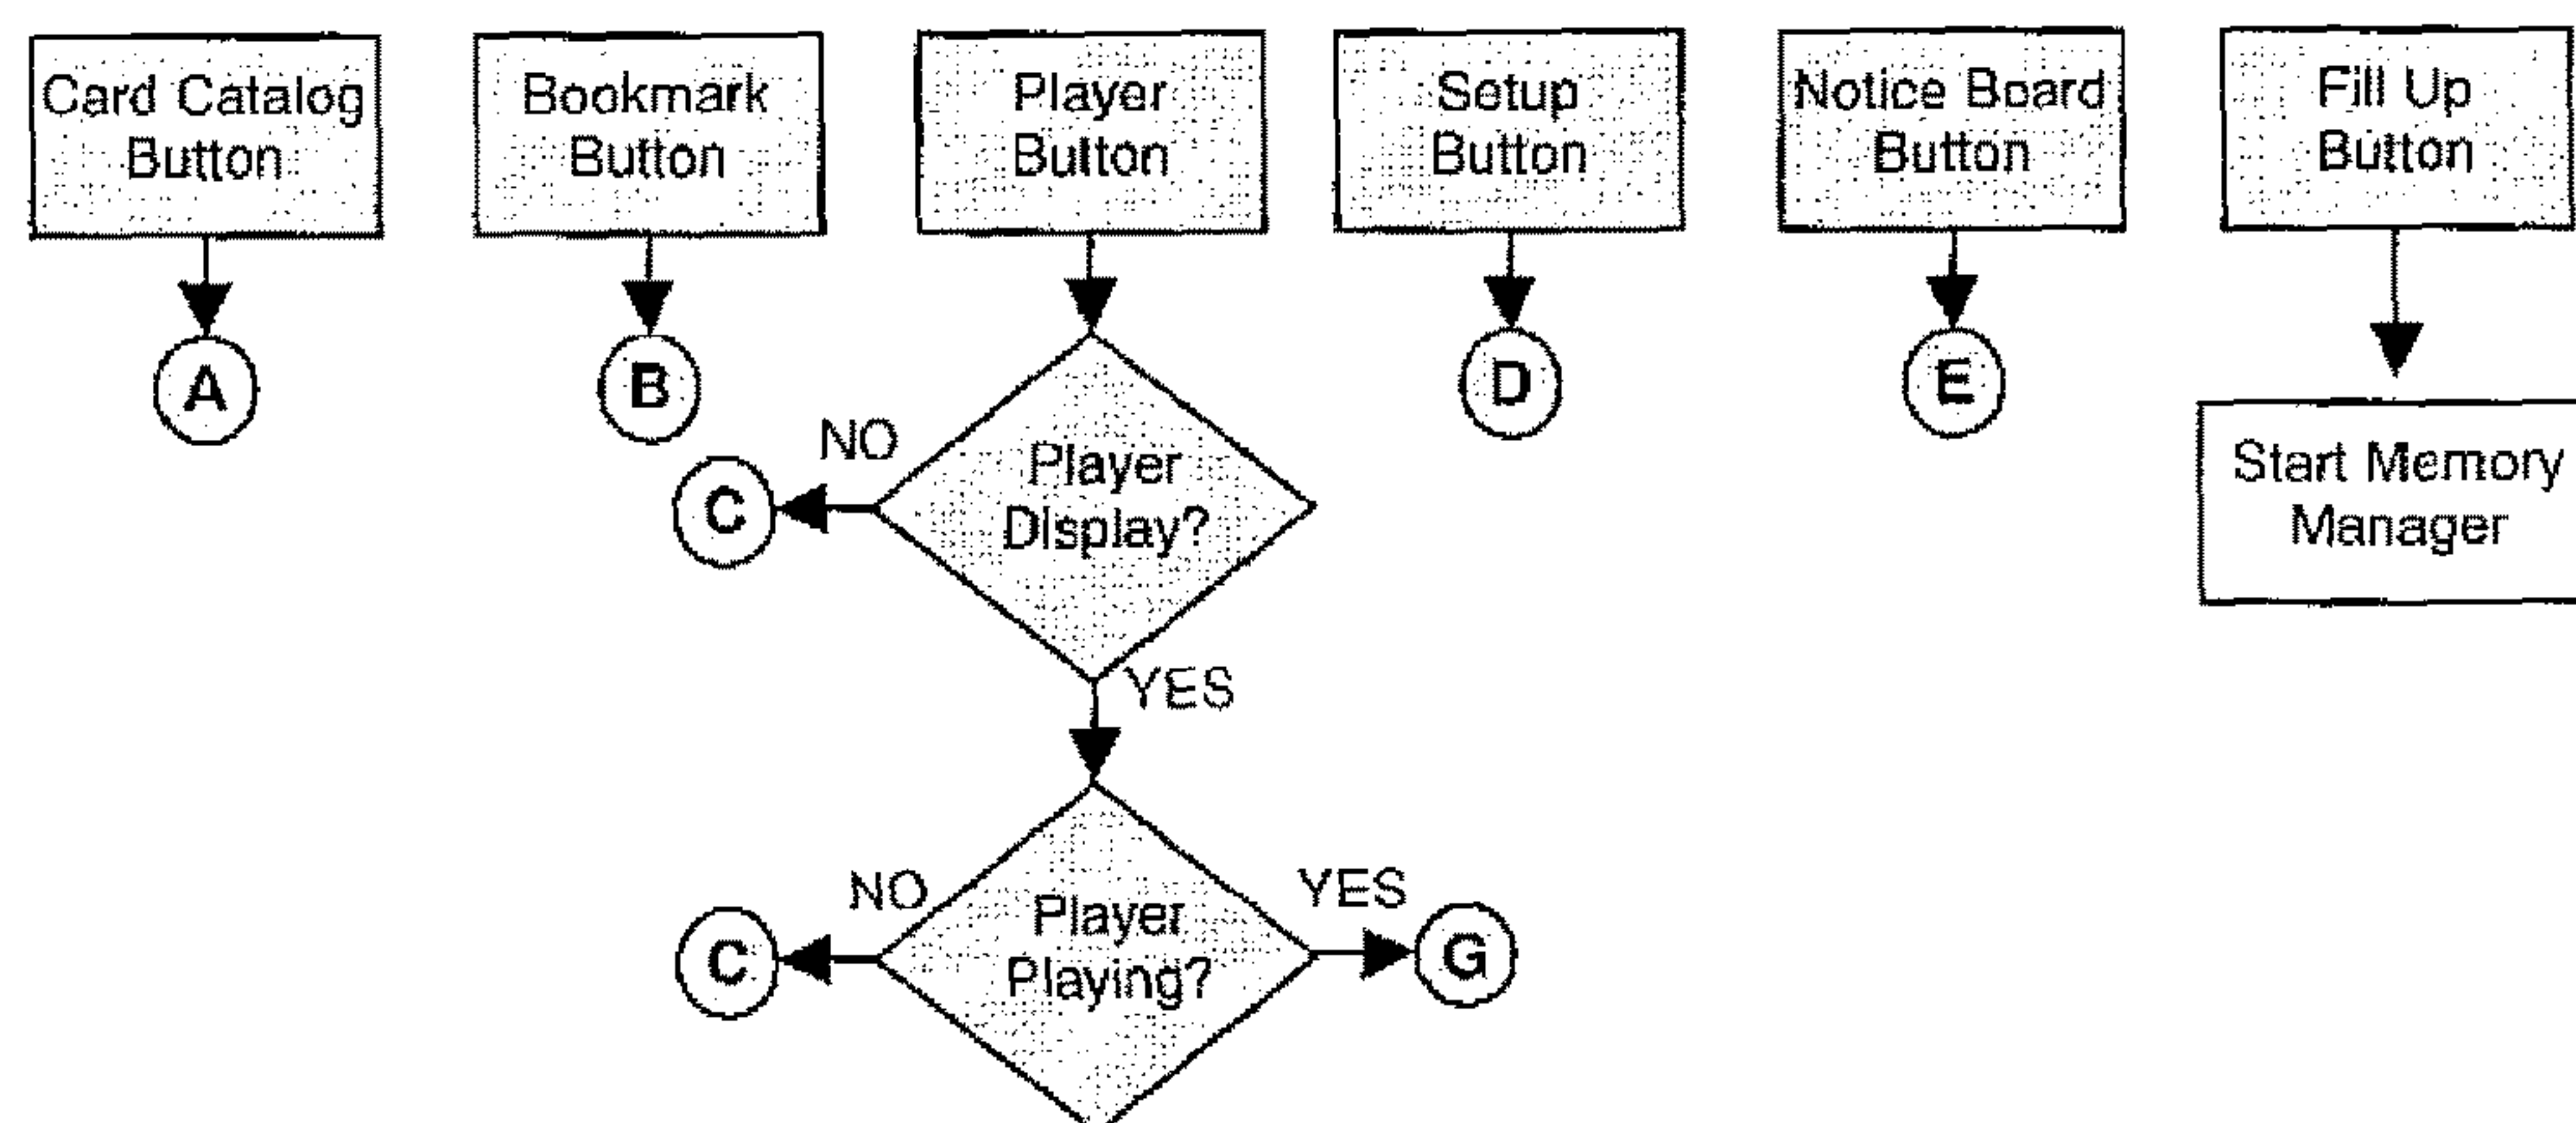 Card Catalog
Button
Bookmark
Button
Player
Button
Setup
Button
Notice Board
Button
Fill Up
Button
A
B
D
E
NO
Player
Display?
C
Start Memory
Manager
YES
NO
Player
Playing?
YES
C
G